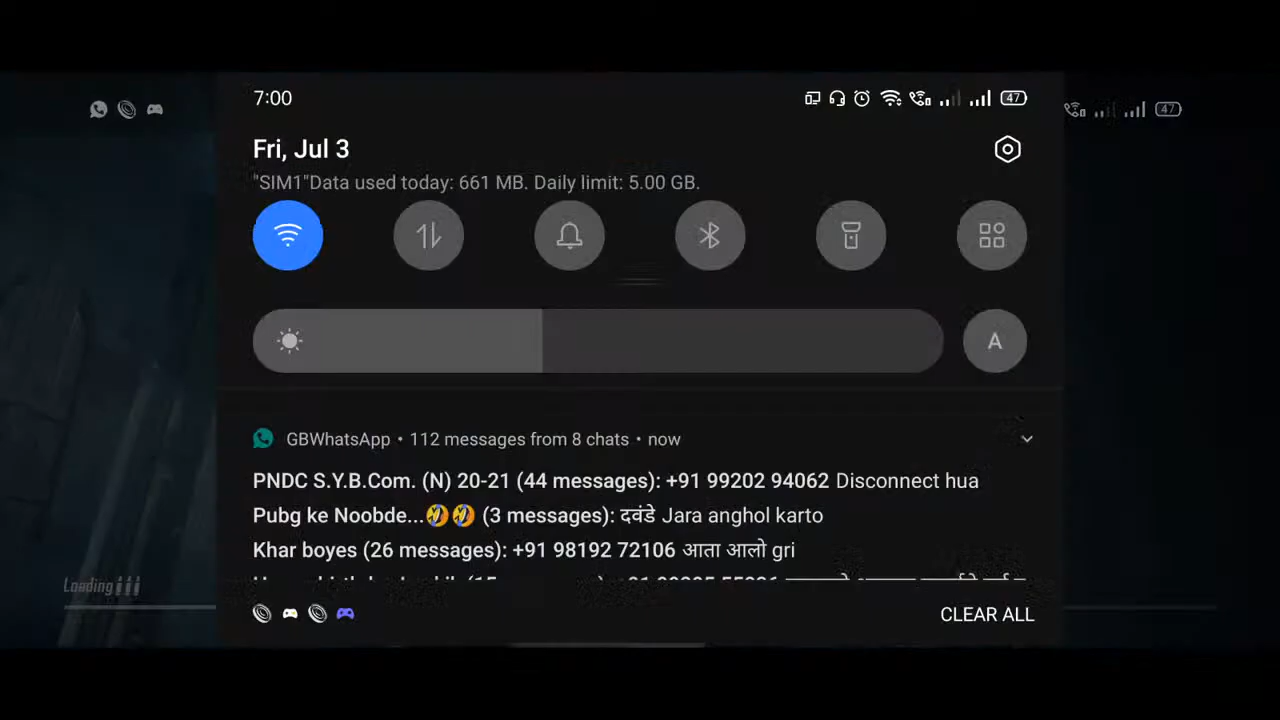 7:00
47
47
Fri, Jul 3
"SIM1"Data used today: 661 MB. Daily limit: 5.00 GB.
A
GBWhatsApp • 112 messages from 8 chats • now
PNDC S.Y.B.Com. (N) 20-21 (44 messages): +91 99202 94062 Disconnect hua
Pubg ke Noobde...🤣🤣 (3 messages): दवंडे Jara anghol karto
Khar boyes (26 messages): +91 98192 72106 आता आलो gri
Loading
CLEAR ALL